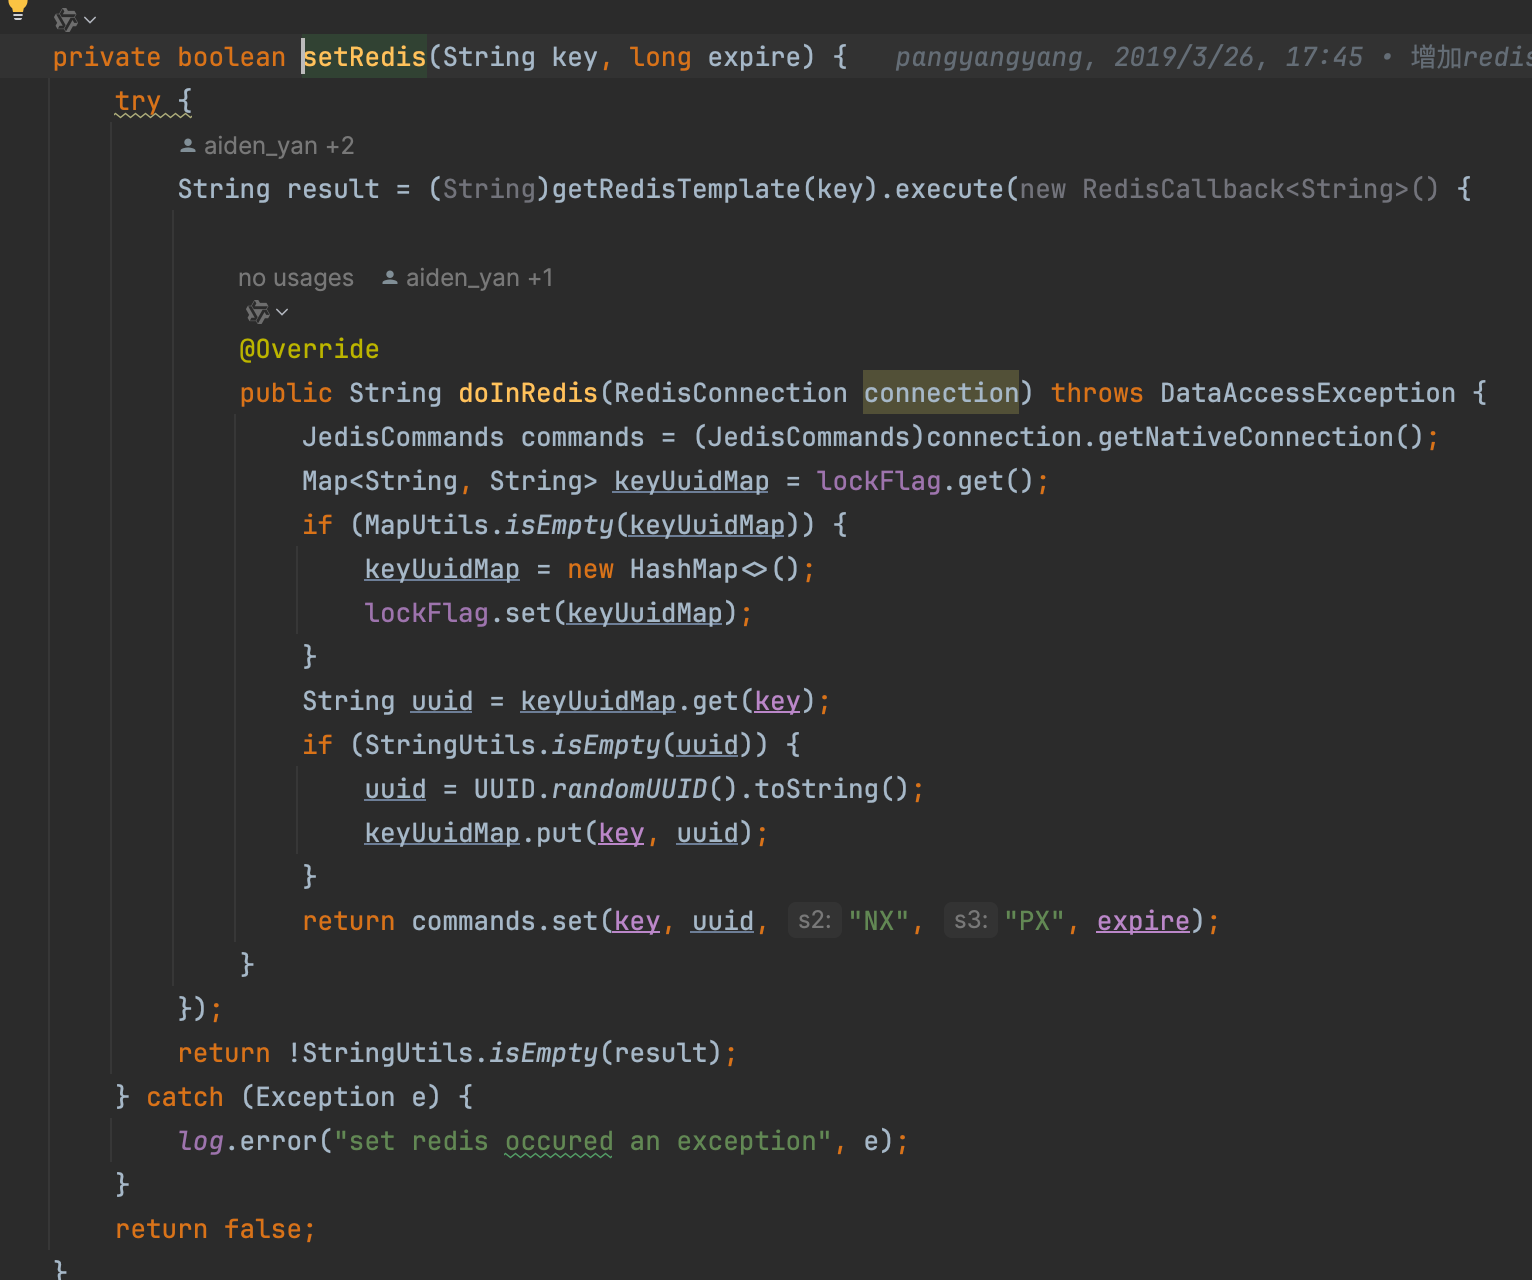 private boolean setRedis(String key, long expire) {   pangyangyang, 2019/3/26, 17:45 • 增加redis
try {
aiden_yan +2
String result = (String)getRedisTemplate(key).execute(new RedisCallback<String>() {
no usages   aiden_yan +1
@Override
public String doInRedis(RedisConnection connection) throws DataAccessException {
JedisCommands commands = (JedisCommands)connection.getNativeConnection();
Map<String, String> keyUuidMap = lockFlag.get();
if (MapUtils.isEmpty(keyUuidMap)) {
keyUuidMap = new HashMap<>();
lockFlag.set(keyUuidMap);
}
String uuid = keyUuidMap.get(key);
if (StringUtils.isEmpty(uuid)) {
uuid = UUID.randomUUID().toString();
keyUuidMap.put(key, uuid);
}
return commands.set(key, uuid, s2: "NX", s3: "PX", expire);
}
});
return !StringUtils.isEmpty(result);
} catch (Exception e) {
log.error("set redis occured an exception", e);
}
return false;
}